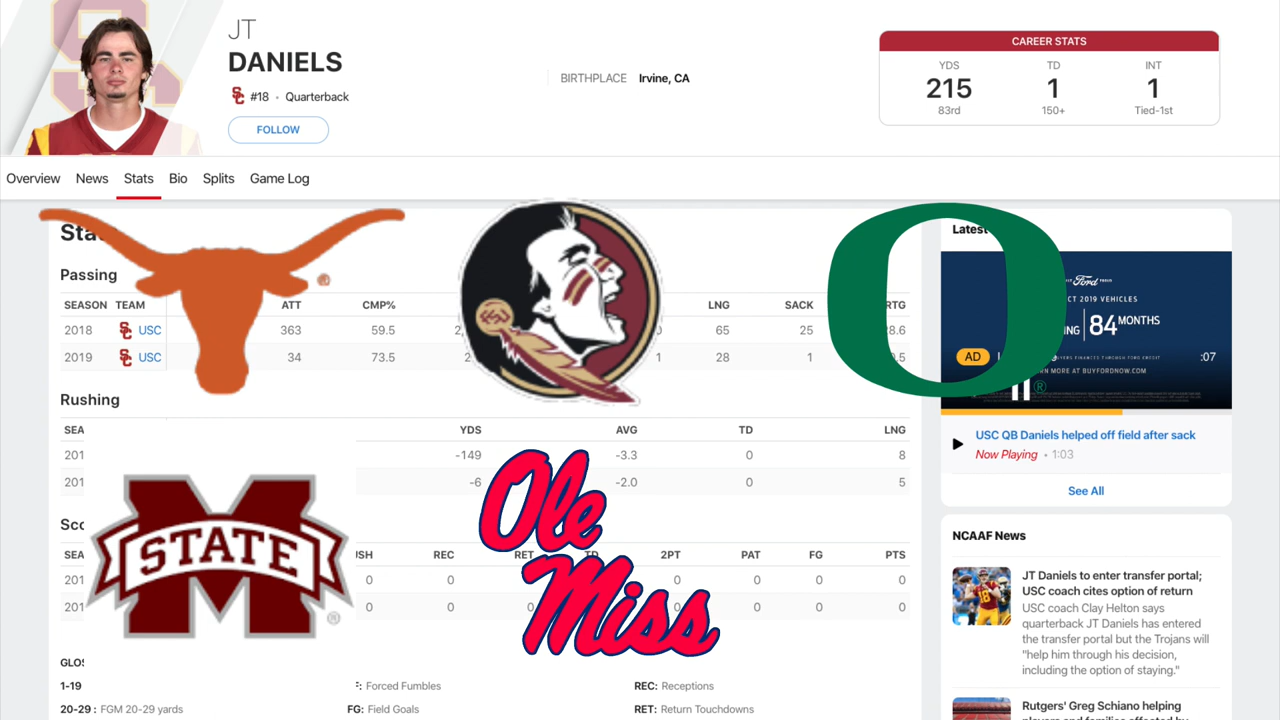 JT
DANIELS
#18 • Quarterback
FOLLOW
BIRTHPLACE Irvine, CA
CAREER STATS
YDS TD INT
215 1 1
83rd 150+ Tied-1st
Overview News Stats Bio Splits Game Log
Passing
SEASON TEAM ATT CMP% LNG SACK RTG
2018 USC 363 59.5 65 25
2019 USC 34 73.5 28 1
Rushing
YDS AVG TD LNG
-149 -3.3 0 8
-6 -2.0 0 5
REC RET TD 2PT PAT FG PTS
0 0 0 0 0 0
0 0 0 0 0 0
1-19 : Forced Fumbles REC: Receptions
20-29 : FGM 20-29 yards FG: Field Goals RET: Return Touchdowns
STATE
®
Ole
Miss
®
Latest
Ford
2019 VEHICLES
84 MONTHS
AD :07
®
USC QB Daniels helped off field after sack
Now Playing • 1:03
See All
NCAAF News
JT Daniels to enter transfer portal;
USC coach cites option of return
USC coach Clay Helton says
quarterback JT Daniels has entered
the transfer portal but the Trojans will
"help him through his decision,
including the option of staying."
Rutgers' Greg Schiano helping